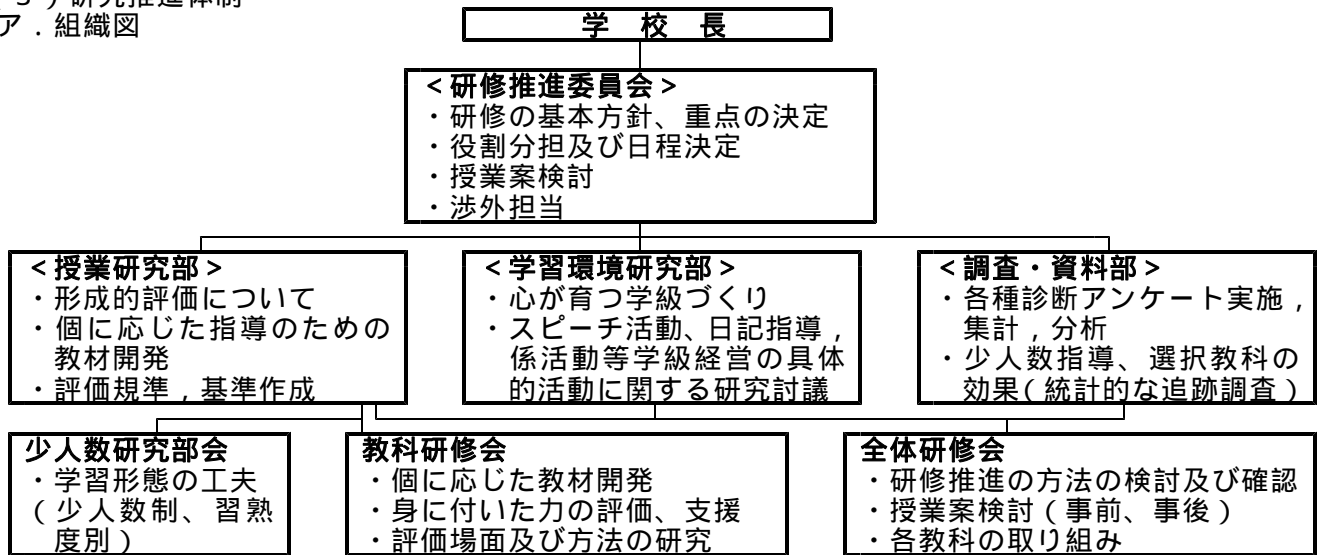 (3)研究推進体制
ア．組織図
学 校 長
＜研修推進委員会＞
・研修の基本方針、重点の決定
・役割分担及び日程決定
・授業案検討
・渉外担当
＜授業研究部＞
・形成的評価について
・個に応じた指導のための
教材開発
・評価規準，基準作成
＜学習環境研究部＞
・心が育つ学級づくり
・スピーチ活動、日記指導，
係活動等学級経営の具体
的活動に関する研究討議
＜調査・資料部＞
・各種診断アンケート実施，
集計，分析
・少人数指導、選択教科の
効果(統計的な追跡調査)
少人数研究部会
・学習形態の工夫
(少人数制、習熟
度別)
教科研修会
・個に応じた教材開発
・身に付いた力の評価、支援
・評価場面及び方法の研究
全体研修会
・研修推進の方法の検討及び確認
・授業案検討(事前、事後)
・各教科の取り組み